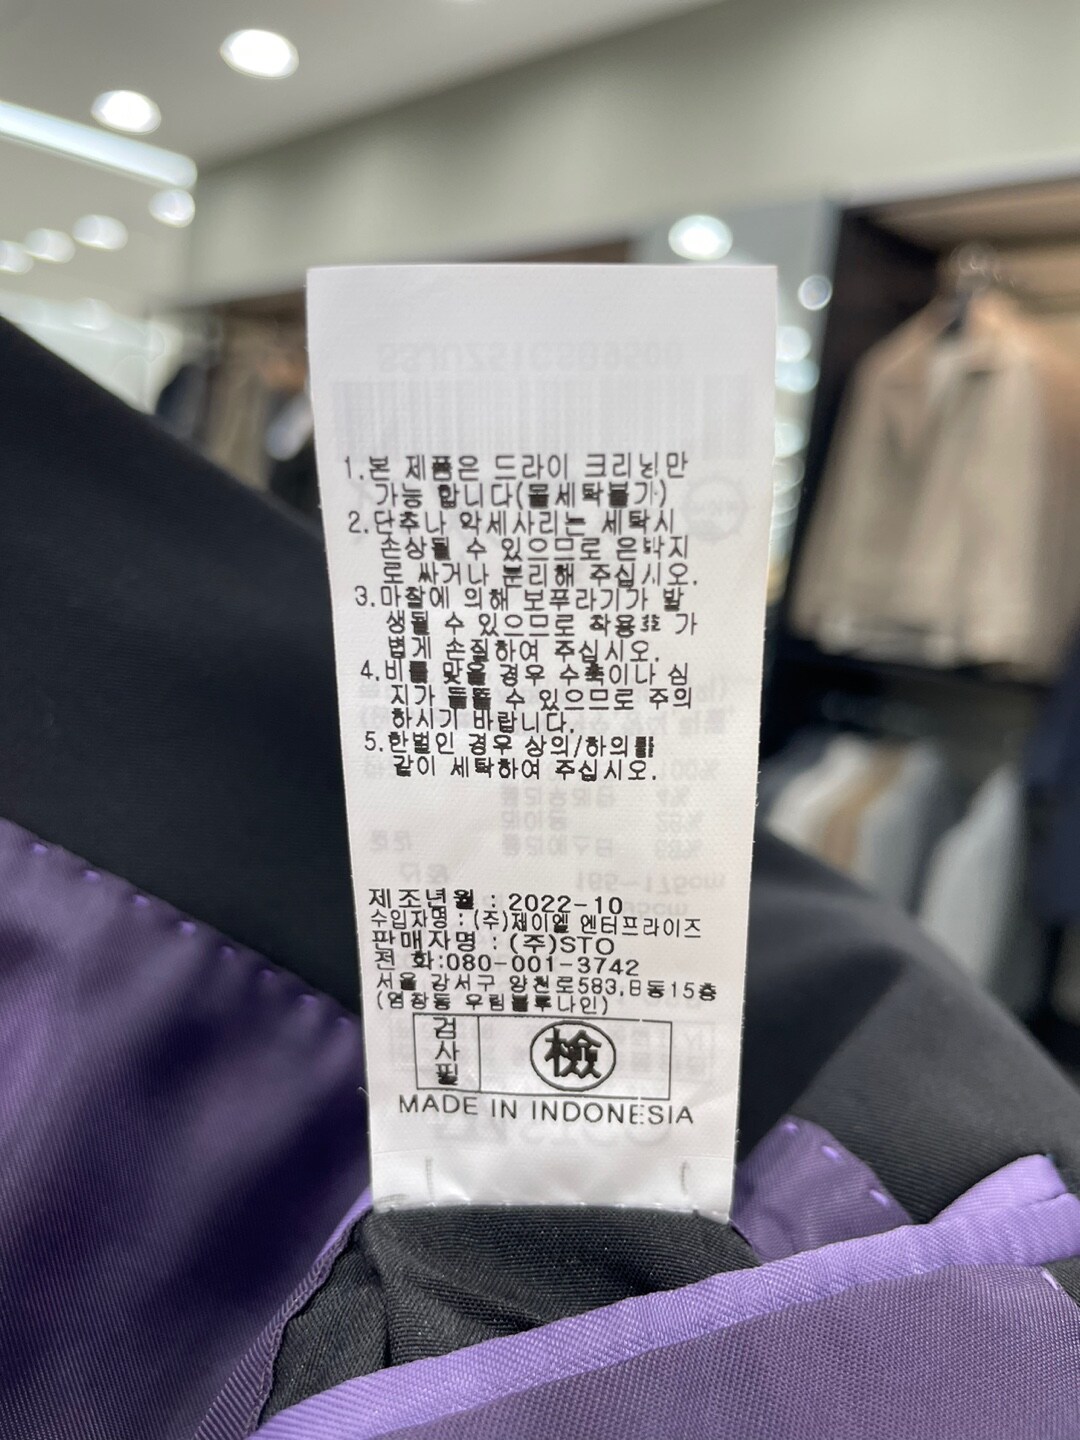 1.본 제품은 드라이 크리닝만
가능 합니다(물세탁불가)
2.단추나 악세사리는 세탁시
손상될 수 있으므로 은박지
로 싸거나 분리해 주십시오.
3.마찰에 의해 보푸라기가 발
생될 수 있으므로 착용후 가
볍게 손질하여 주십시오.
4.비를 맞을 경우 수축이나 심
지가 들뜰 수 있으므로 주의
하시기 바랍니다.
5.한벌인 경우 상의/하의를
같이 세탁하여 주십시오.
제조년월 : 2022-10
수입자명 : (주)제이엘 엔터프라이즈
판매자명 : (주)STO
전 화:080-001-3742
서울 강서구 양천로583,B동15층
(염창동 우림블루나인)
검사필 檢
MADE IN INDONESIA